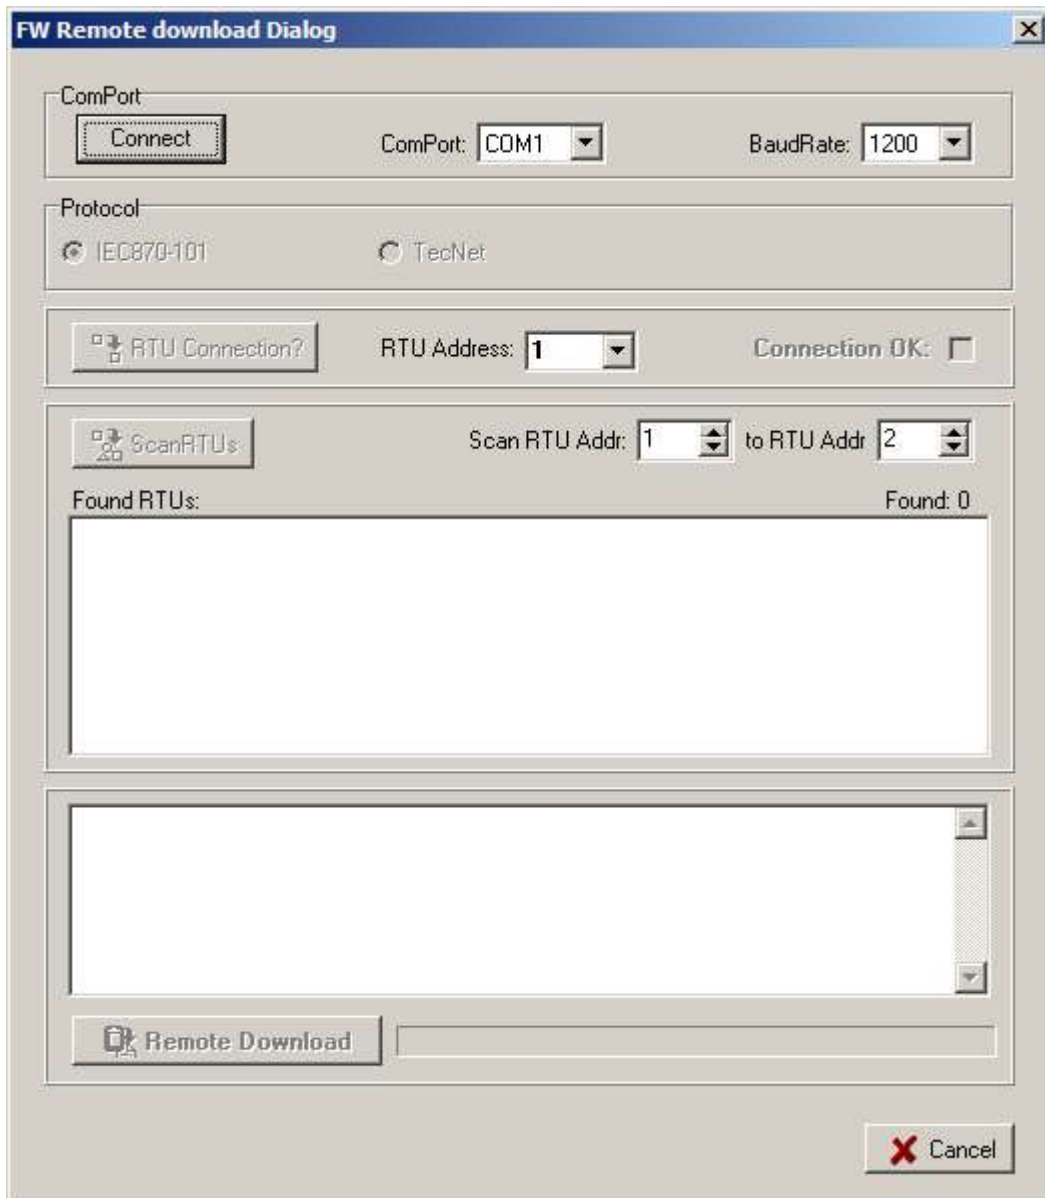 FW Remote download Dialog
ComPort
Connect ComPort: COM1 BaudRate: 1200
Protocol
IEC870-101 TecNet
RTU Connection? RTU Address: 1 Connection OK:
ScanRTUs Scan RTU Addr: 1 to RTU Addr 2
Found RTUs: Found: 0
Remote Download
Cancel